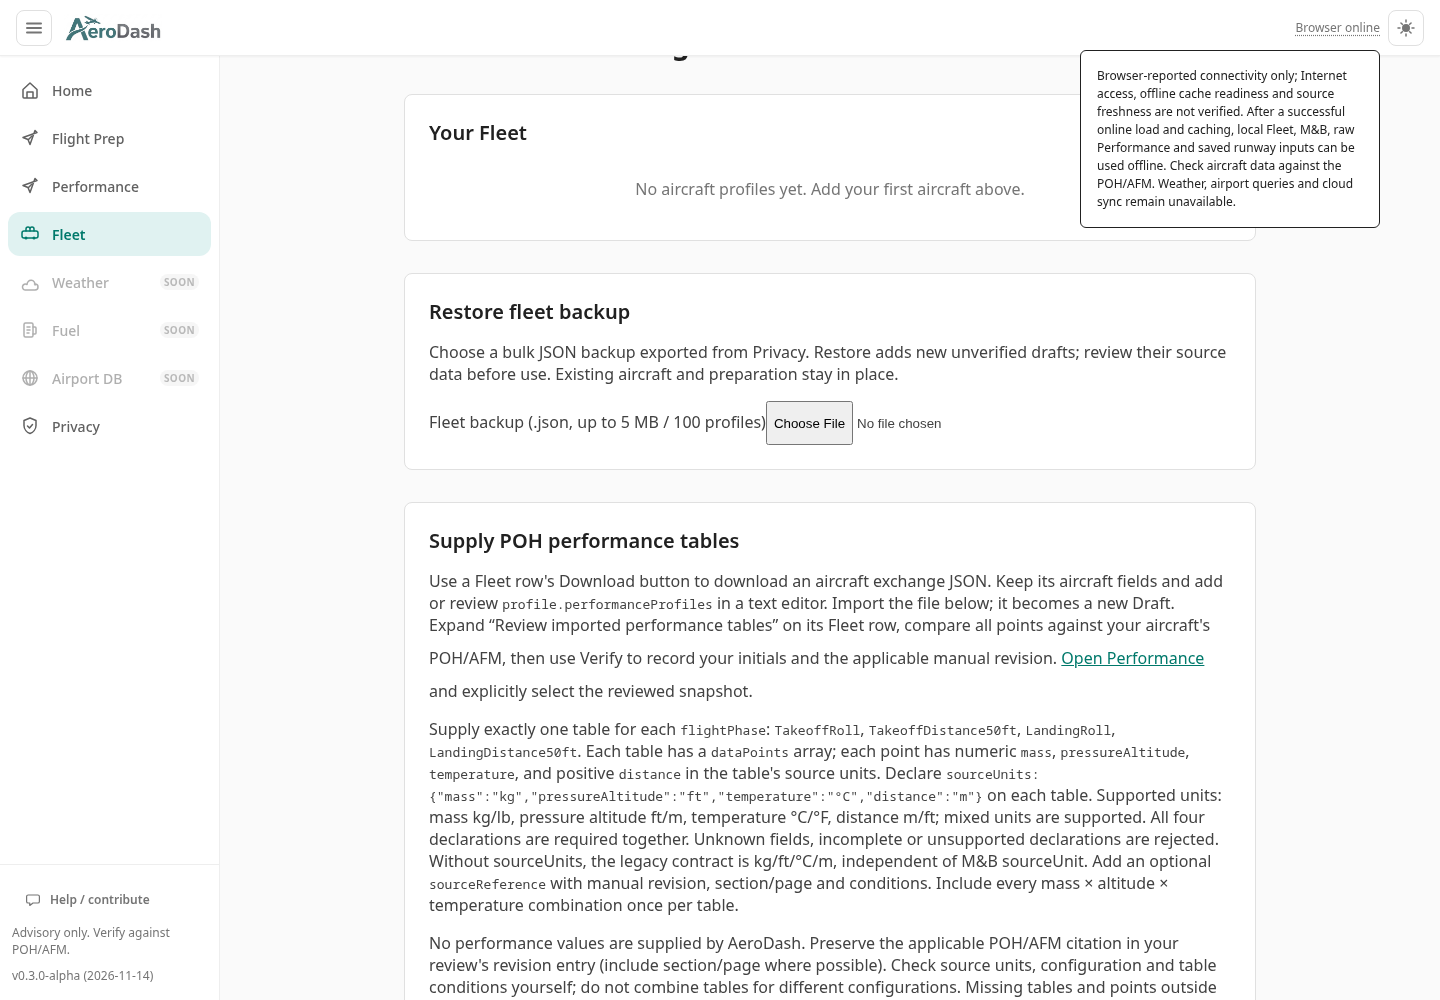 AeroDash
Browser online
Browser-reported connectivity only; Internet
access, offline cache readiness and source
freshness are not verified. After a successful
online load and caching, local Fleet, M&B, raw
Performance and saved runway inputs can be
used offline. Check aircraft data against the
POH/AFM. Weather, airport queries and cloud
sync remain unavailable.
Home
Flight Prep
Performance
Fleet
Weather SOON
Fuel SOON
Airport DB SOON
Privacy
Help / contribute
Advisory only. Verify against
POH/AFM.
v0.3.0-alpha (2026-11-14)
Your Fleet
No aircraft profiles yet. Add your first aircraft above.
Restore fleet backup
Choose a bulk JSON backup exported from Privacy. Restore adds new unverified drafts; review their source
data before use. Existing aircraft and preparation stay in place.
Fleet backup (.json, up to 5 MB / 100 profiles) Choose File No file chosen
Supply POH performance tables
Use a Fleet row's Download button to download an aircraft exchange JSON. Keep its aircraft fields and add
or review profile.performanceProfiles in a text editor. Import the file below; it becomes a new Draft.
Expand “Review imported performance tables” on its Fleet row, compare all points against your aircraft's
POH/AFM, then use Verify to record your initials and the applicable manual revision. Open Performance
and explicitly select the reviewed snapshot.
Supply exactly one table for each flightPhase: TakeoffRoll, TakeoffDistance50ft, LandingRoll,
LandingDistance50ft. Each table has a dataPoints array; each point has numeric mass, pressureAltitude,
temperature, and positive distance in the table's source units. Declare sourceUnits:
{"mass":"kg","pressureAltitude":"ft","temperature":"°C","distance":"m"} on each table. Supported units:
mass kg/lb, pressure altitude ft/m, temperature °C/°F, distance m/ft; mixed units are supported. All four
declarations are required together. Unknown fields, incomplete or unsupported declarations are rejected.
Without sourceUnits, the legacy contract is kg/ft/°C/m, independent of M&B sourceUnit. Add an optional
sourceReference with manual revision, section/page and conditions. Include every mass × altitude ×
temperature combination once per table.
No performance values are supplied by AeroDash. Preserve the applicable POH/AFM citation in your
review's revision entry (include section/page where possible). Check source units, configuration and table
conditions yourself; do not combine tables for different configurations. Missing tables and points outside